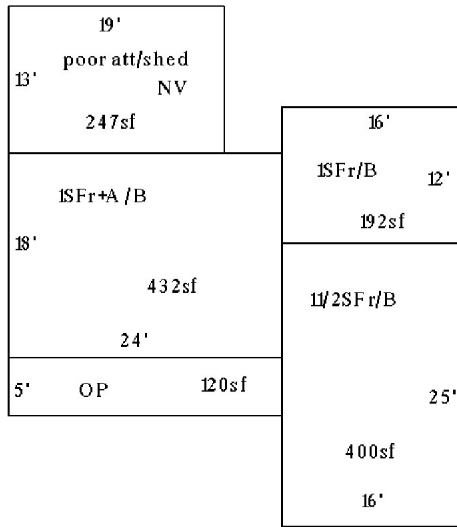 19'
poor att/shed
13'
NV
247sf
16'
1SFr/B
12'
192sf
1SFr+A/B
18'
432sf
24'
11/2SFr/B
5'
OP
120sf
25'
400sf
16'